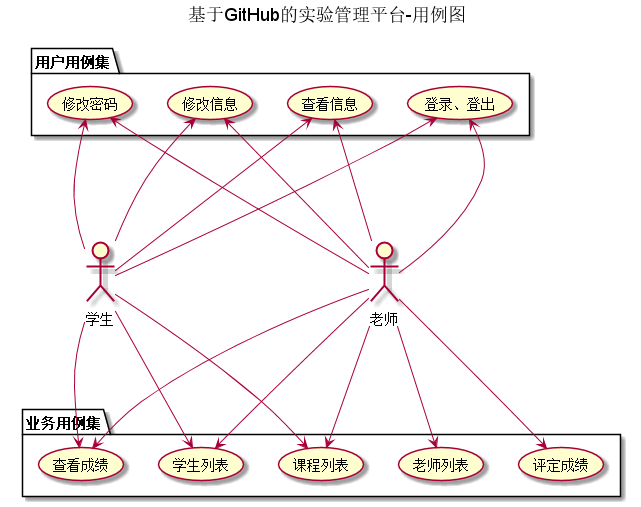 基于GitHub的实验管理平台-用例图
用户用例集
修改密码
修改信息
查看信息
登录、登出
学生
老师
业务用例集
查看成绩
学生列表
课程列表
老师列表
评定成绩